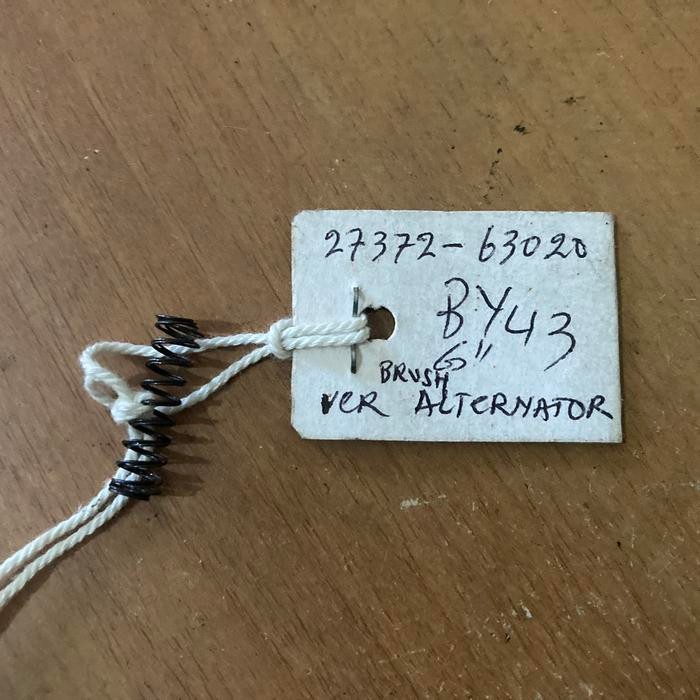 27372-63020
BY43
6"
BRUSH
VER ALTERNATOR